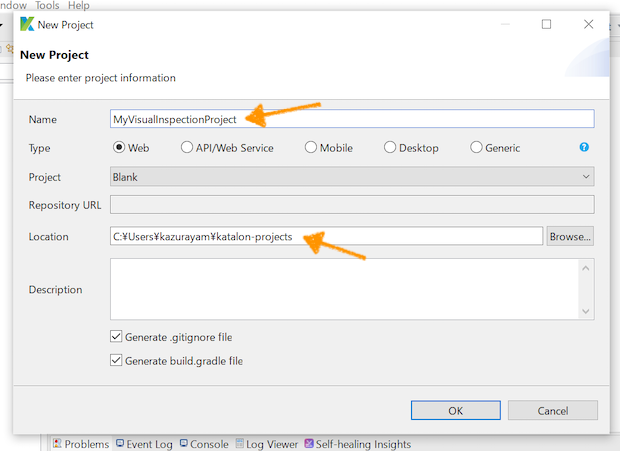 ndow Tools Help
New Project
New Project
Please enter project information
Name MyVisualInspectionProject
Type Web API/Web Service Mobile Desktop Generic ?
Project Blank
Repository URL
Location C:¥Users¥kazurayam¥katalon-projects Browse...
Description
Generate .gitignore file
Generate build.gradle file
OK Cancel
Problems Event Log Console Log Viewer Self-healing Insights